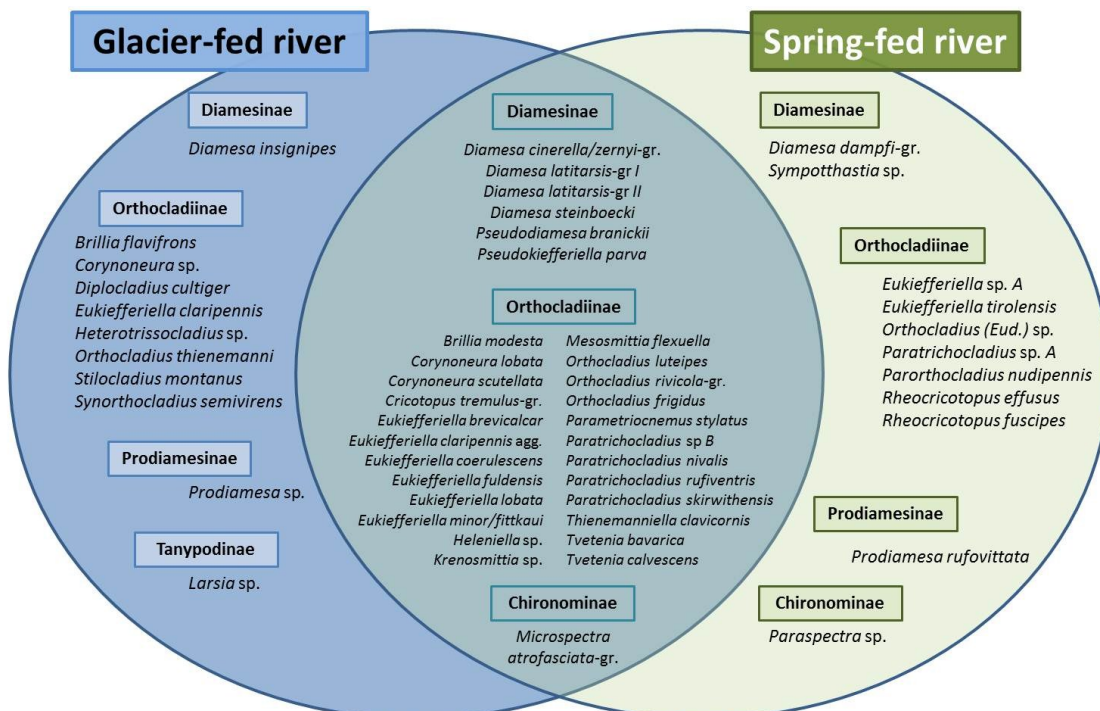 Glacier-fed river
Spring-fed river
Diamesinae
Diamesa insignipes
Orthocladiinae
Brillia flavifrons
Corynoneura sp.
Diplocladius cultiger
Eukiefferiella claripennis
Heterotrissocladius sp.
Orthocladius thienemanni
Stilocladius montanus
Synorthocladius semivirens
Prodiamesinae
Prodiamesa sp.
Tanypodinae
Larsia sp.
Diamesinae
Diamesa cinerella/zernyi-gr.
Diamesa latitarsis-gr I
Diamesa latitarsis-gr II
Diamesa steinboecki
Pseudodiamesa branickii
Pseudokiefferiella parva
Orthocladiinae
Brillia modesta
Corynoneura lobata
Corynoneura scutellata
Cricotopus tremulus-gr.
Eukiefferiella brevicalcar
Eukiefferiella claripennis agg.
Eukiefferiella coerulescens
Eukiefferiella fuldensis
Eukiefferiella lobata
Eukiefferiella minor/fittkaui
Heleniella sp.
Krenosmittia sp.
Mesosmittia flexuella
Orthocladius luteipes
Orthocladius rivicola-gr.
Orthocladius frigidus
Parametriocnemus stylatus
Paratrichocladius sp B
Paratrichocladius nivalis
Paratrichocladius rufiventris
Paratrichocladius skirwithensis
Thienemanniella clavicornis
Tvetenia bavarica
Tvetenia calvescens
Chironominae
Microspectra
atrofasciata-gr.
Diamesinae
Diamesa dampfi-gr.
Sympotthastia sp.
Orthocladiinae
Eukiefferiella sp. A
Eukiefferiella tirolensis
Orthocladius (Eud.) sp.
Paratrichocladius sp. A
Parorthocladius nudipennis
Rheocricotopus effusus
Rheocricotopus fuscipes
Prodiamesinae
Prodiamesa rufovittata
Chironominae
Paraspectra sp.